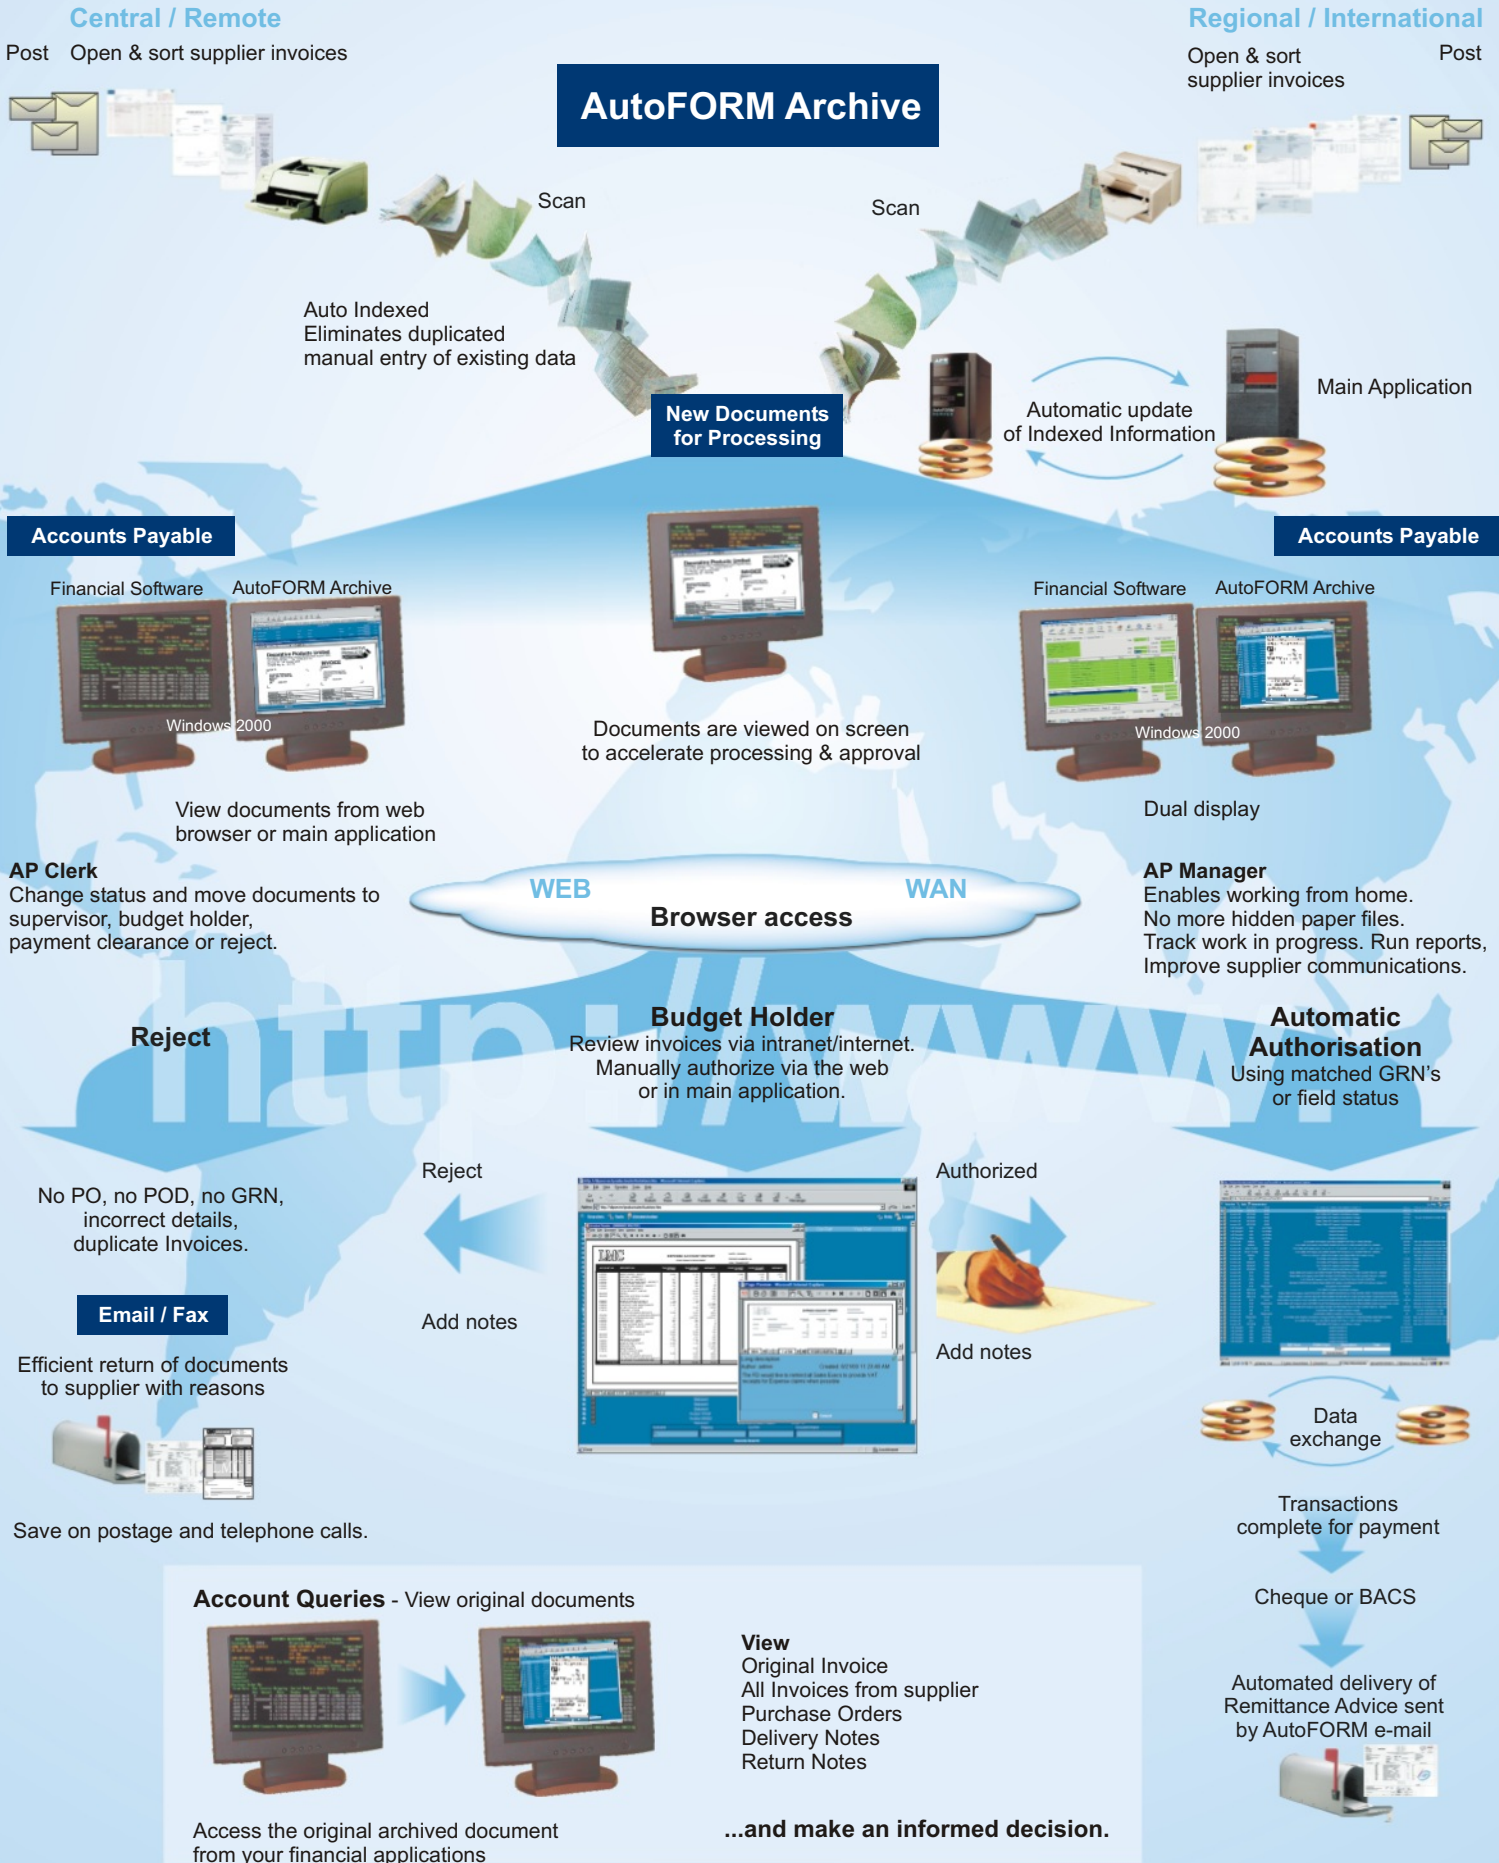 Central / Remote
Post Open & sort supplier invoices
Regional / International
Open & sort
supplier invoices
Post
AutoFORM Archive
Scan
Scan
Auto Indexed
Eliminates duplicated
manual entry of existing data
New Documents
for Processing
Automatic update
of Indexed Information
Main Application
Accounts Payable
Financial Software AutoFORM Archive
Windows 2000
View documents from web
browser or main application
Documents are viewed on screen
to accelerate processing & approval
Accounts Payable
Financial Software AutoFORM Archive
Windows 2000
Dual display
AP Clerk
Change status and move documents to
supervisor, budget holder,
payment clearance or reject.
WEB WAN
Browser access
AP Manager
Enables working from home.
No more hidden paper files.
Track work in progress. Run reports,
Improve supplier communications.
http://www.
Reject
Budget Holder
Review invoices via intranet/internet.
Manually authorize via the web
or in main application.
Automatic
Authorisation
Using matched GRN's
or field status
No PO, no POD, no GRN,
incorrect details,
duplicate Invoices.
Email / Fax
Efficient return of documents
to supplier with reasons
Save on postage and telephone calls.
Reject
Add notes
LMC
Authorized
Add notes
Data
exchange
Transactions
complete for payment
Cheque or BACS
Automated delivery of
Remittance Advice sent
by AutoFORM e-mail
Account Queries - View original documents
Access the original archived document
from your financial applications
View
Original Invoice
All Invoices from supplier
Purchase Orders
Delivery Notes
Return Notes
...and make an informed decision.